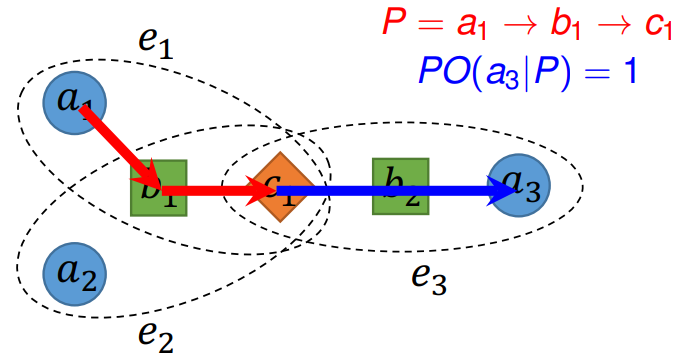 P = a₁ → b₁ → c₁
PO(a₃|P) = 1
e₁
a₁
b₁
c₁
b₂
a₃
a₂
e₃
e₂